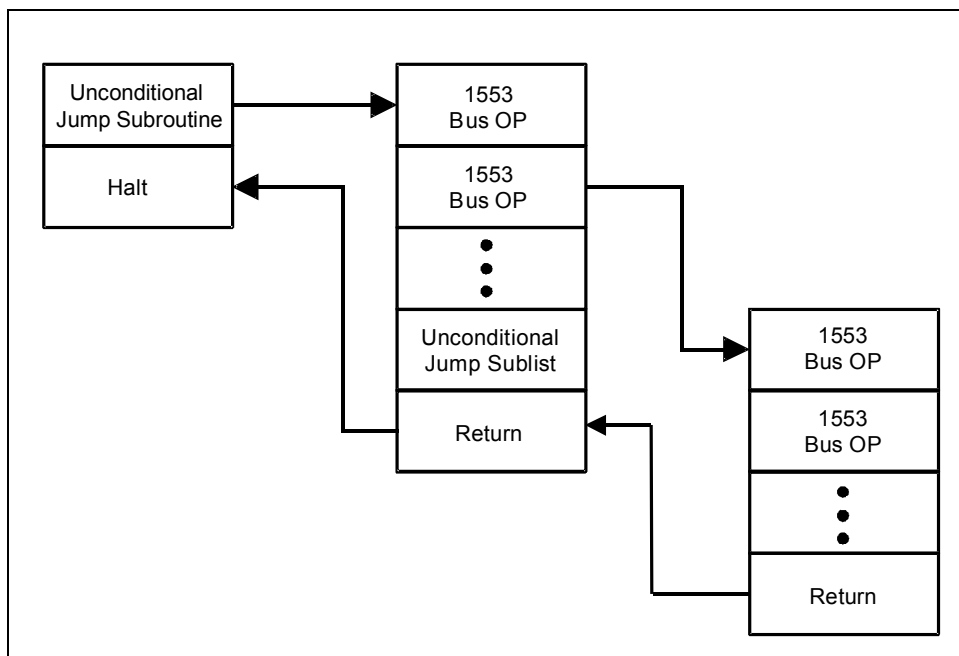 Unconditional
Jump Subroutine
Halt
1553
Bus OP
1553
Bus OP
Unconditional
Jump Sublist
Return
1553
Bus OP
1553
Bus OP
Return